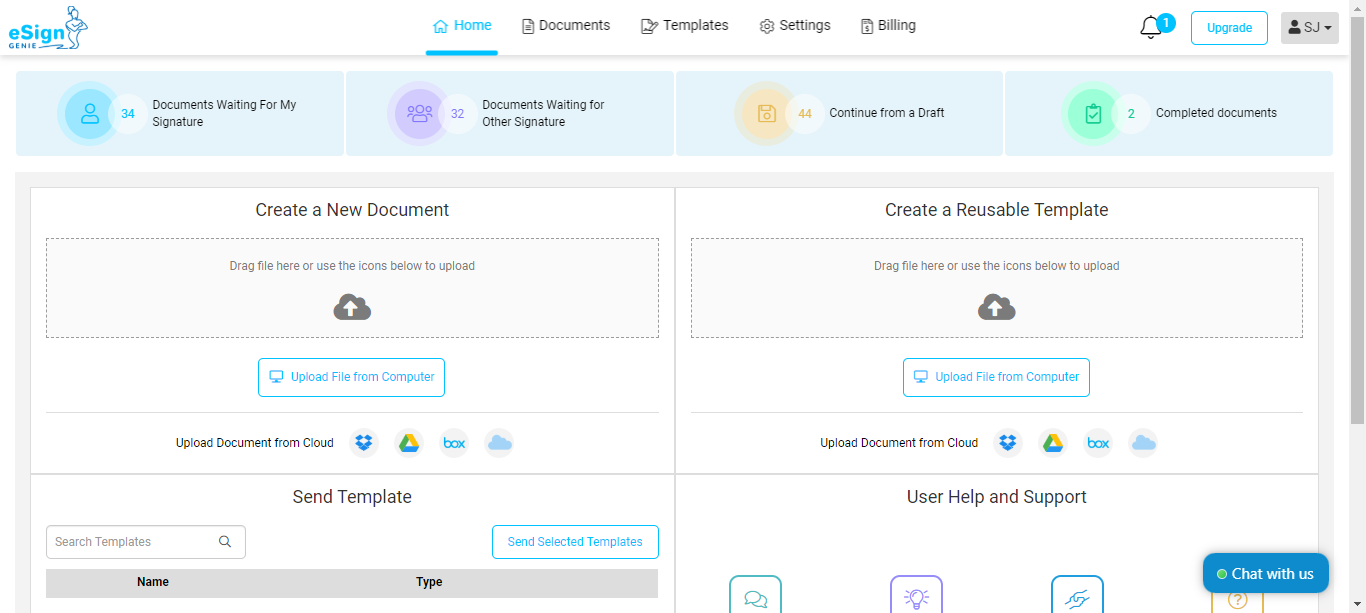 eSign
GENIE
Home
Documents
Templates
Settings
Billing
1
Upgrade
SJ
34
Documents Waiting For My
Signature
32
Documents Waiting for
Other Signature
44
Continue from a Draft
2
Completed documents
Create a New Document
Drag file here or use the icons below to upload
Upload File from Computer
Upload Document from Cloud
box
Create a Reusable Template
Drag file here or use the icons below to upload
Upload File from Computer
Upload Document from Cloud
box
Send Template
Search Templates
Send Selected Templates
Name
Type
User Help and Support
Chat with us
?